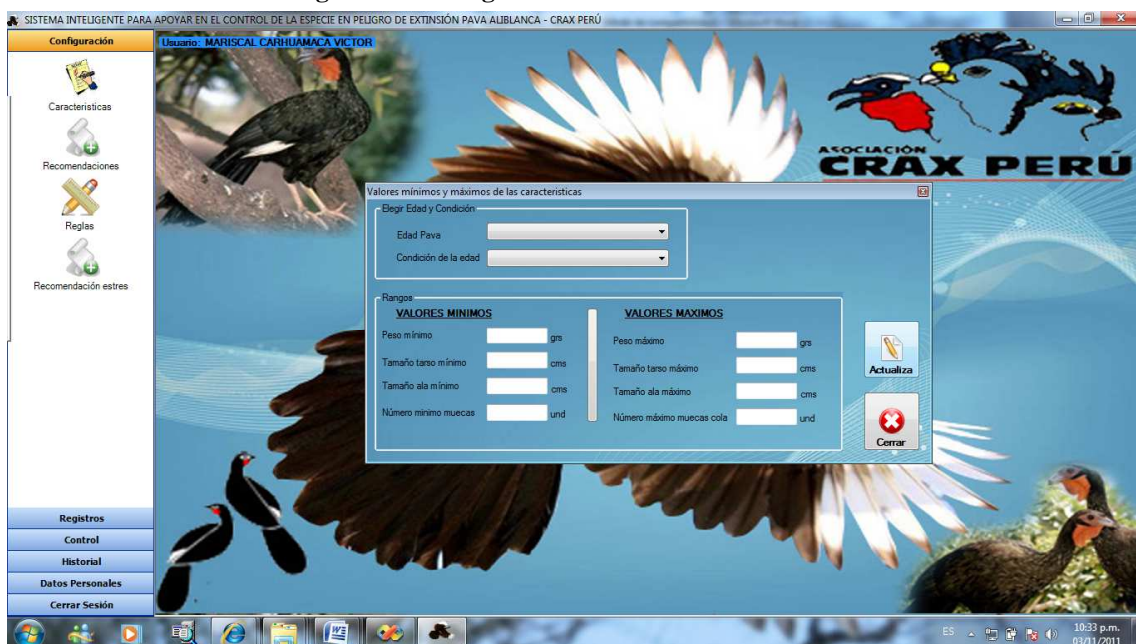 SISTEMA INTELIGENTE PARA APOYAR EN EL CONTROL DE LA ESPECIE EN PELIGRO DE EXTINSIÓN PAVA ALIBLANCA - CRAX PERÚ
Configuración
Usuario: MARISCAL CARHUAMACA VICTOR
Caracteristicas
Recomendaciones
Reglas
Recomendación estres
Registros
Control
Historial
Datos Personales
Cerrar Sesión
ASOCIACIÓN
CRAX PERÚ
Valores mínimos y máximos de las caracteristicas
Elegir Edad y Condición
Edad Pava
Condición de la edad
Rangos
VALORES MINIMOS
Peso mínimo grs
Tamaño tarso mínimo cms
Tamaño ala mínimo cms
Número minimo muecas und
VALORES MAXIMOS
Peso máximo grs
Tamaño tarso máximo cms
Tamaño ala máximo cms
Número máximo muecas cola und
Actualiza
Cerrar
ES
10:33 p.m.
03/11/2011